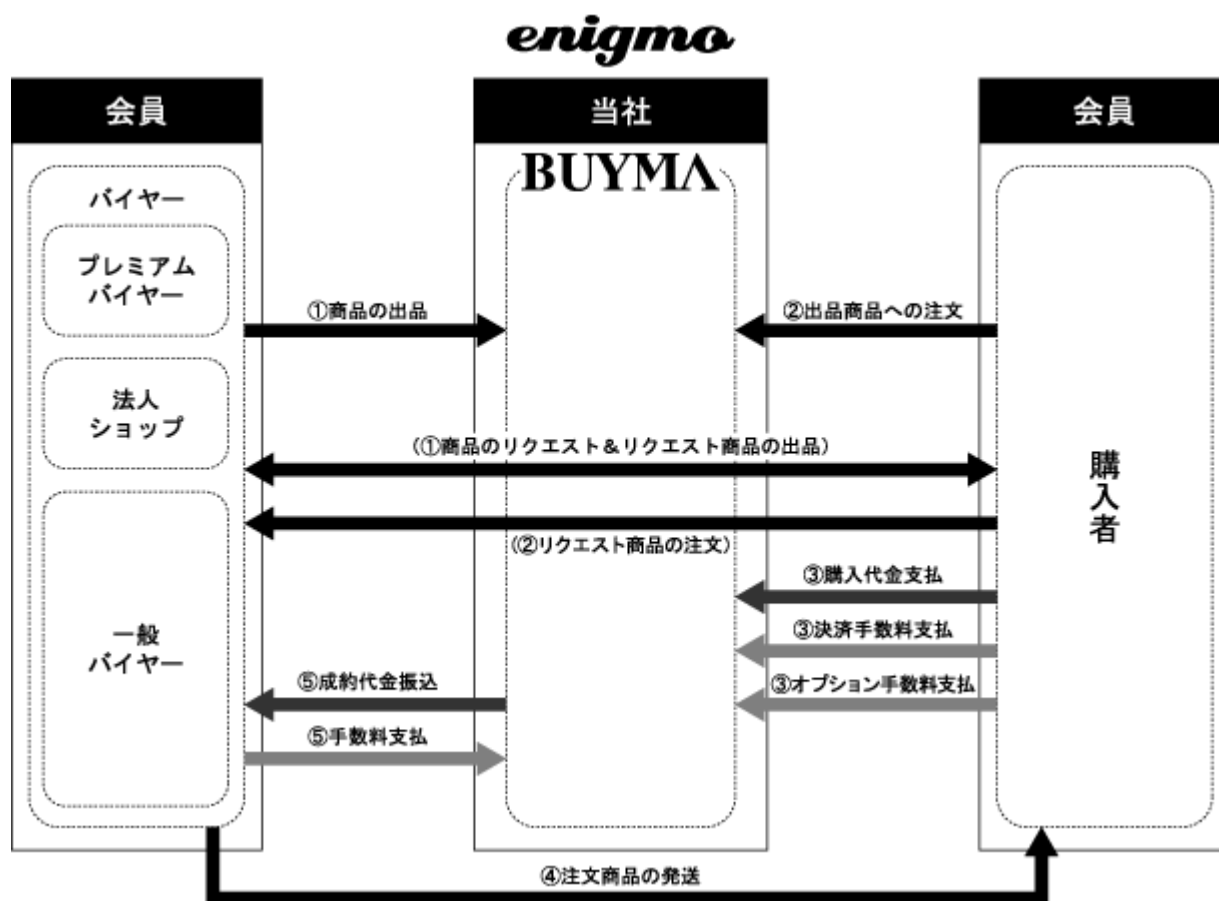 enigmo
会員
当社
会員
BUYMA
バイヤー
プレミアム
バイヤー
①商品の出品
②出品商品への注文
法人
ショップ
(①商品のリクエスト＆リクエスト商品の出品)
購入者
(②リクエスト商品の注文)
③購入代金支払
一般
バイヤー
③決済手数料支払
⑤成約代金振込
③オプション手数料支払
⑤手数料支払
④注文商品の発送